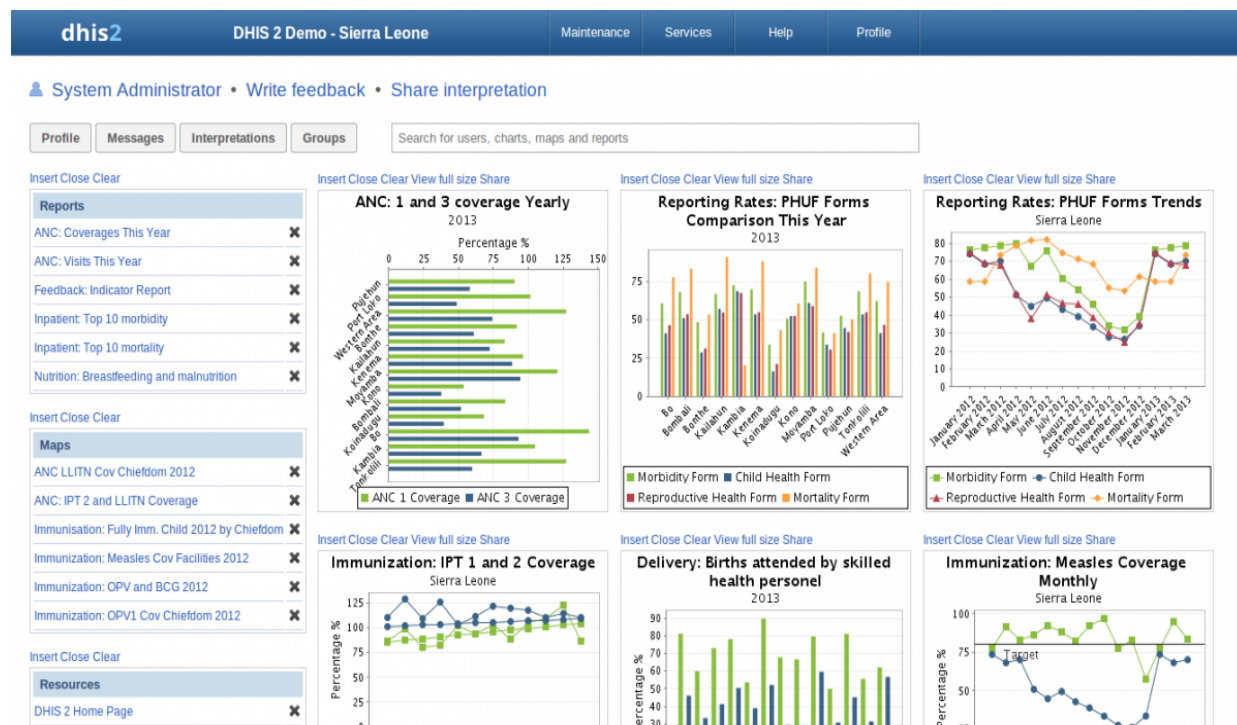 dhis2
DHIS 2 Demo - Sierra Leone
Maintenance
Services
Help
Profile
System Administrator • Write feedback • Share interpretation
Profile
Messages
Interpretations
Groups
Search for users, charts, maps and reports
Insert Close Clear
Reports
ANC: Coverages This Year
ANC: Visits This Year
Feedback: Indicator Report
Inpatient: Top 10 morbidity
Inpatient: Top 10 mortality
Nutrition: Breastfeeding and malnutrition
Insert Close Clear
Maps
ANC LLITN Cov Chiefdom 2012
ANC: IPT 2 and LLITN Coverage
Immunisation: Fully Imm. Child 2012 by Chiefdom
Immunization: Measles Cov Facilities 2012
Immunization: OPV and BCG 2012
Immunization: OPV1 Cov Chiefdom 2012
Insert Close Clear
Resources
DHIS 2 Home Page
Insert Close Clear View full size Share
ANC: 1 and 3 coverage Yearly
2013
Percentage %
0 25 50 75 100 125 150
Pujehun
Port Loko
Western Area
Bonthe
Kailahun
Kenema
Moyamba
Kono
Bombali
Koinadugu
Bo
Kambia
Tonkolili
ANC 1 Coverage ANC 3 Coverage
Insert Close Clear View full size Share
Reporting Rates: PHUF Forms
Comparison This Year
2013
75
50
25
0
Bo
Bombali
Bonthe
Kailahun
Kambia
Kenema
Koinadugu
Kono
Moyamba
Port Loko
Pujehun
Tonkolili
Western Area
Morbidity Form Child Health Form
Reproductive Health Form Mortality Form
Insert Close Clear View full size Share
Reporting Rates: PHUF Forms Trends
Sierra Leone
80
70
60
50
40
30
20
10
0
January 2012
February 2012
March 2012
April 2012
May 2012
June 2012
July 2012
August 2012
September 2012
October 2012
November 2012
December 2012
January 2013
February 2013
March 2013
Morbidity Form Child Health Form
Reproductive Health Form Mortality Form
Insert Close Clear View full size Share
Immunization: IPT 1 and 2 Coverage
Sierra Leone
Percentage %
125
100
75
50
25
Insert Close Clear View full size Share
Delivery: Births attended by skilled
health personel
2013
Percentage %
90
80
70
60
50
40
30
Insert Close Clear View full size Share
Immunization: Measles Coverage
Monthly
Sierra Leone
Percentage %
100
75
50
Target